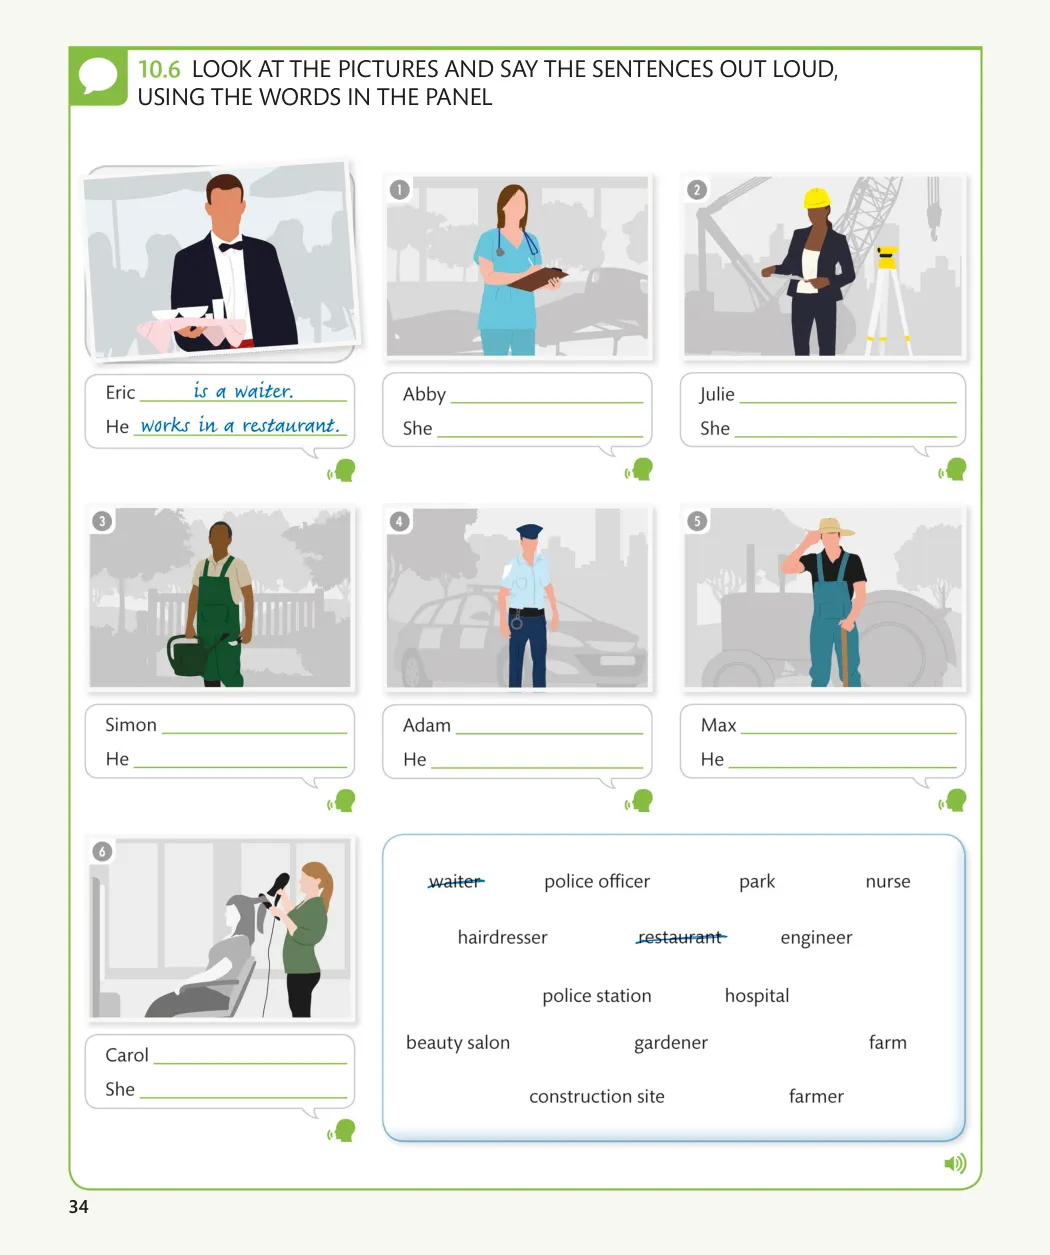 10.6 LOOK AT THE PICTURES AND SAY THE SENTENCES OUT LOUD,
USING THE WORDS IN THE PANEL
Eric is a waiter.
He works in a restaurant.
1
Abby
She
2
Julie
She
3
Simon
He
4
Adam
He
5
Max
He
6
Carol
She
waiter police officer park nurse
hairdresser restaurant engineer
police station hospital
beauty salon gardener farm
construction site farmer
34